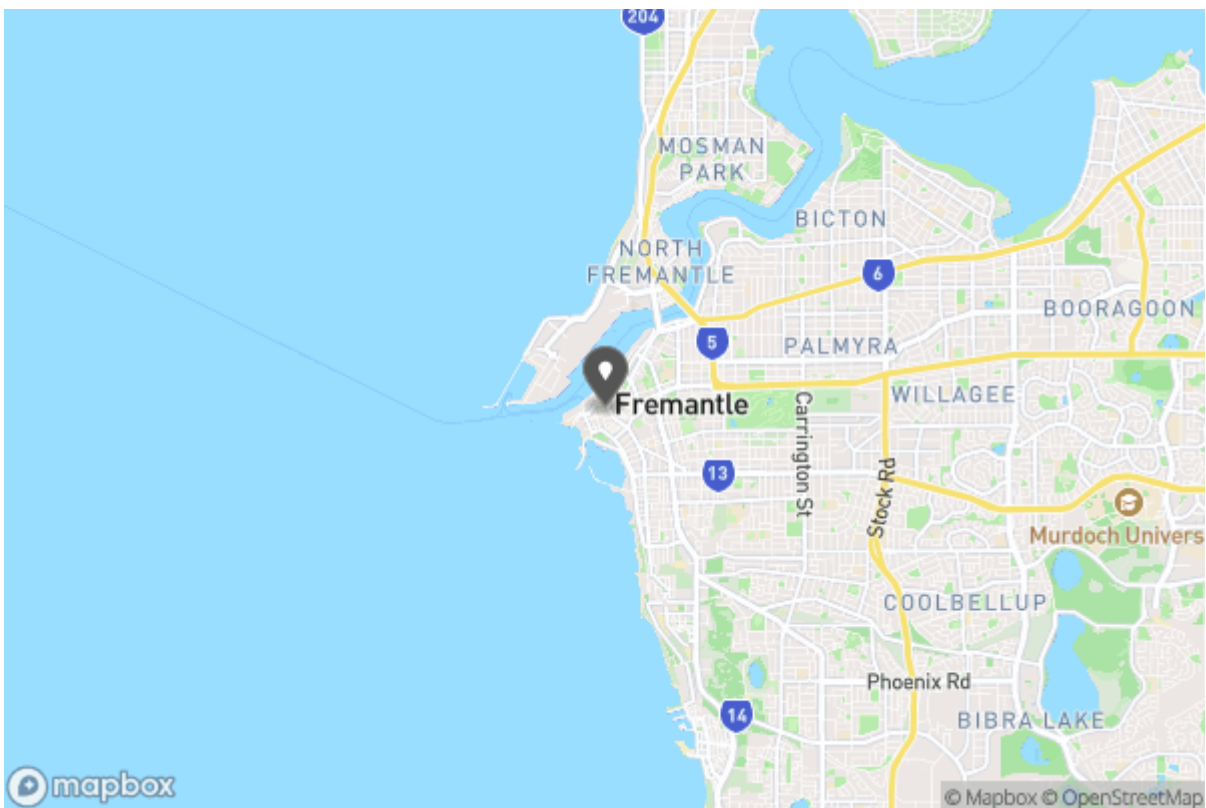 204
MOSMAN
PARK
BICTON
NORTH
FREMANTLE
6
BOORAGOON
5
PALMYRA
Fremantle
WILLAGEE
Carrington St
13
Stock Rd
Murdoch Univers
COOLBELLUP
Phoenix Rd
14
BIBRA LAKE
mapbox
© Mapbox © OpenStreetMap